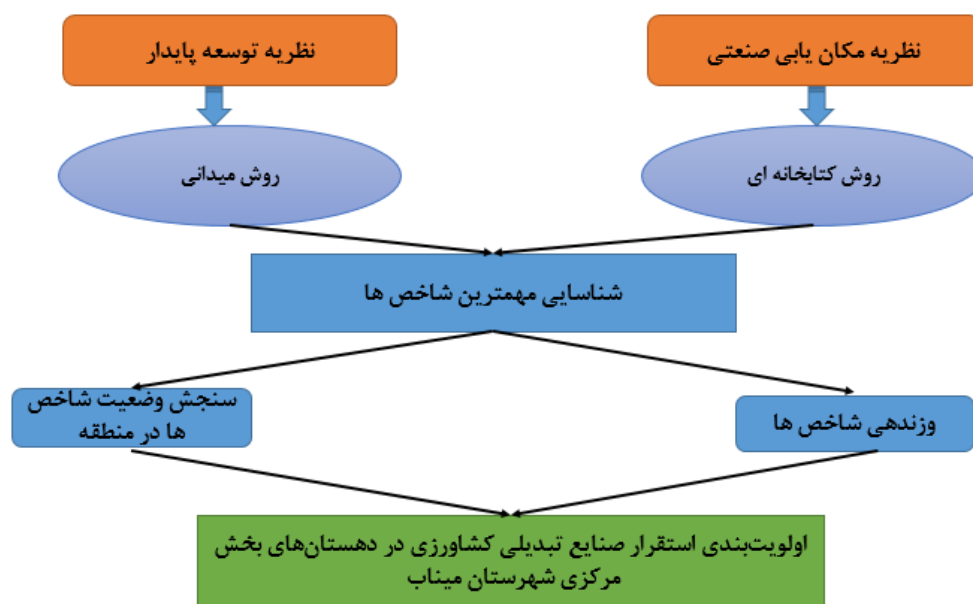 نظریه مکان یابی صنعتی
نظریه توسعه پایدار
روش کتابخانه ای
روش میدانی
شناسایی مهمترین شاخص ها
وزندهی شاخص ها
سنجش وضعیت شاخص
ها در منطقه
اولویت‌بندی استقرار صنایع تبدیلی کشاورزی در دهستان‌های بخش
مرکزی شهرستان میناب